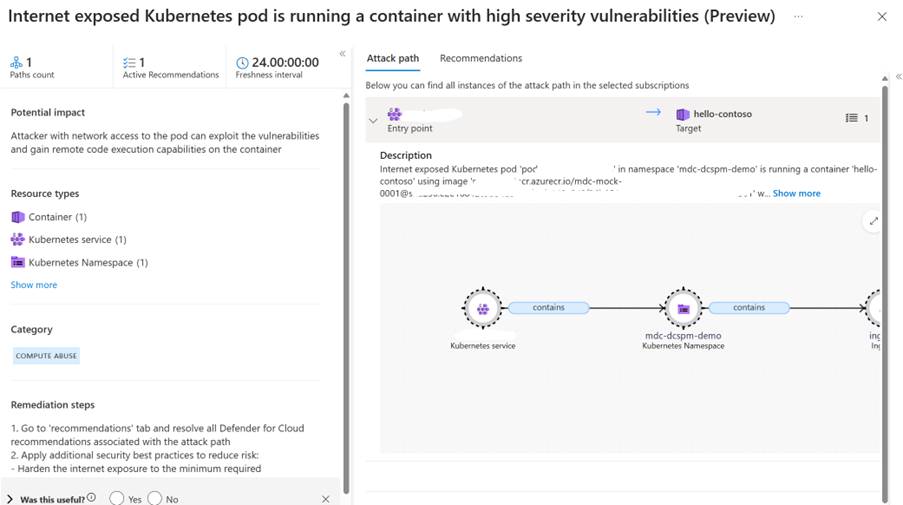 Internet exposed Kubernetes pod is running a container with high severity vulnerabilities (Preview)
1
Paths count
1
Active Recommendations
24.00:00:00
Freshness interval
Potential impact
Attacker with network access to the pod can exploit the vulnerabilities
and gain remote code execution capabilities on the container
Resource types
Container (1)
Kubernetes service (1)
Kubernetes Namespace (1)
Show more
Category
COMPUTE ABUSE
Remediation steps
1. Go to 'recommendations' tab and resolve all Defender for Cloud
recommendations associated with the attack path
2. Apply additional security best practices to reduce risk:
- Harden the internet exposure to the minimum required
Was this useful?
Yes
No
Attack path
Recommendations
Below you can find all instances of the attack path in the selected subscriptions
Entry point
hello-contoso
Target
1
Description
Internet exposed Kubernetes pod 'pod in namespace 'mdc-dcspm-demo' is running a container 'hello-
contoso' using image ' cr.azurecr.io/mdc-mock-
0001@s ' w... Show more
contains
contains
Kubernetes service
mdc-dcspm-demo
Kubernetes Namespace
ing
Ing